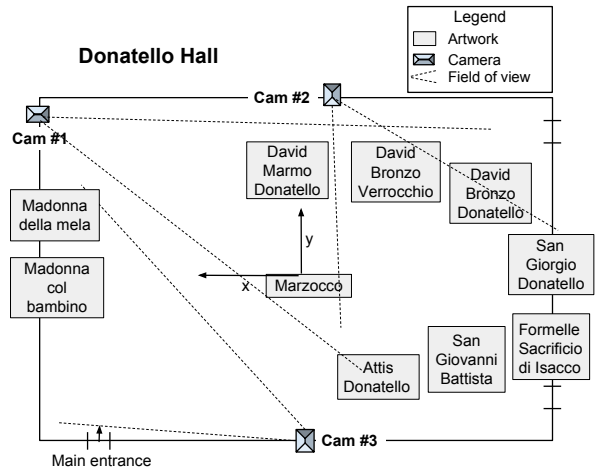 Legend
Artwork
Camera
Field of view
Donatello Hall
Cam #2
Cam #1
David
Marmo
Donatello
David
Bronzo
Verrocchio
David
Bronzo
Donatello
Madonna
della mela
Madonna
col
bambino
y
x
Marzocco
San
Giorgio
Donatello
Formelle
Sacrificio
di Isacco
San
Giovanni
Battista
Attis
Donatello
Cam #3
Main entrance